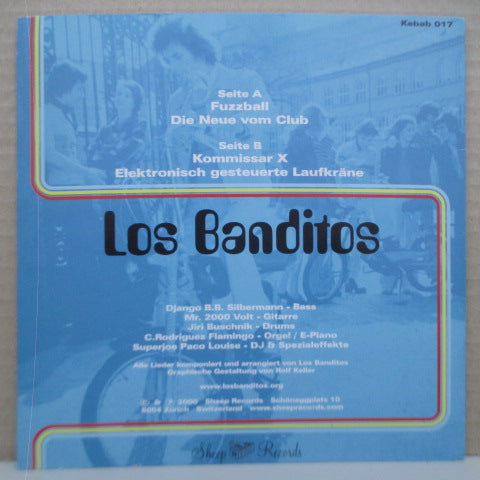 Kebab 017
Seite A
Fuzzball
Die Neue vom Club
Seite B
Kommissar X
Elektronisch gesteuerte Laufkräne
Los Banditos
Django B.B. Silbermann - Bass
Mr. 2000 Volt - Gitarre
Jiri Buschnik - Drums
C.Rodriguez Flamingo - Orgel / E-Piano
Superjoe Paco Louise - DJ & Spezialeffekte
Alle Lieder komponiert und arrangiert von Los Banditos
Graphische Gestaltung von Rolf Keller
www.losbanditos.org
& 2000 Sheep Records Schöneggplatz 10
8004 Zürich Switzerland www.sheeprecords.com
Sheep Records